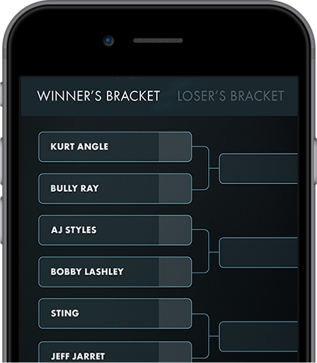 WINNER'S BRACKET LOSER'S BRACKET
KURT ANGLE
BULLY RAY
AJ STYLES
BOBBY LASHLEY
STING
JEFF JARRET